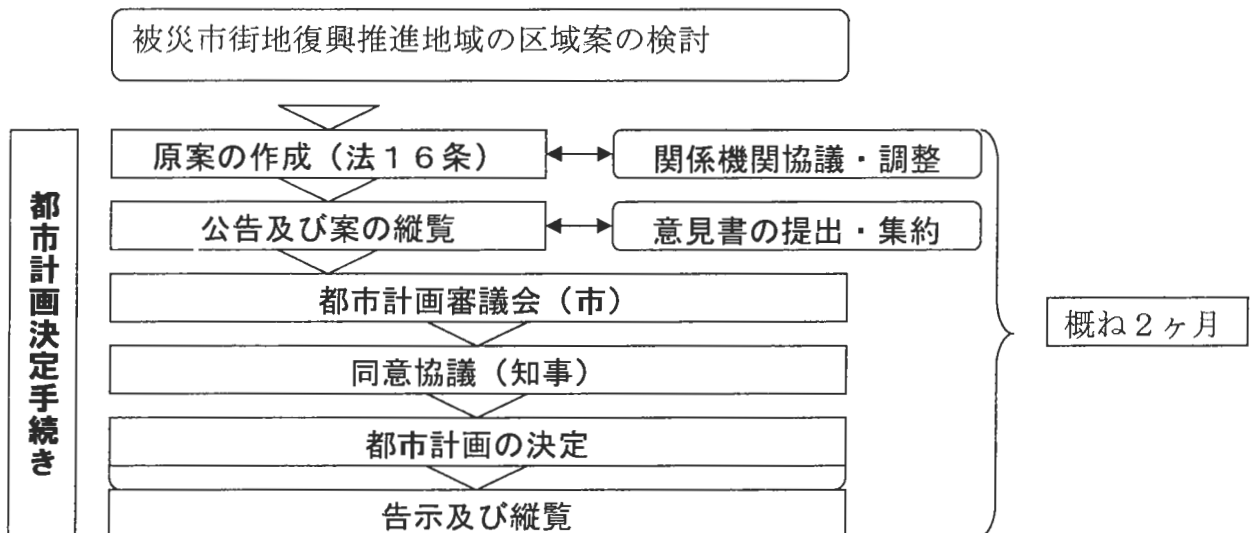 被災市街地復興推進地域の区域案の検討
都市計画決定手続き
原案の作成（法１６条）
関係機関協議・調整
公告及び案の縦覧
意見書の提出・集約
都市計画審議会（市）
同意協議（知事）
都市計画の決定
告示及び縦覧
概ね２ヶ月